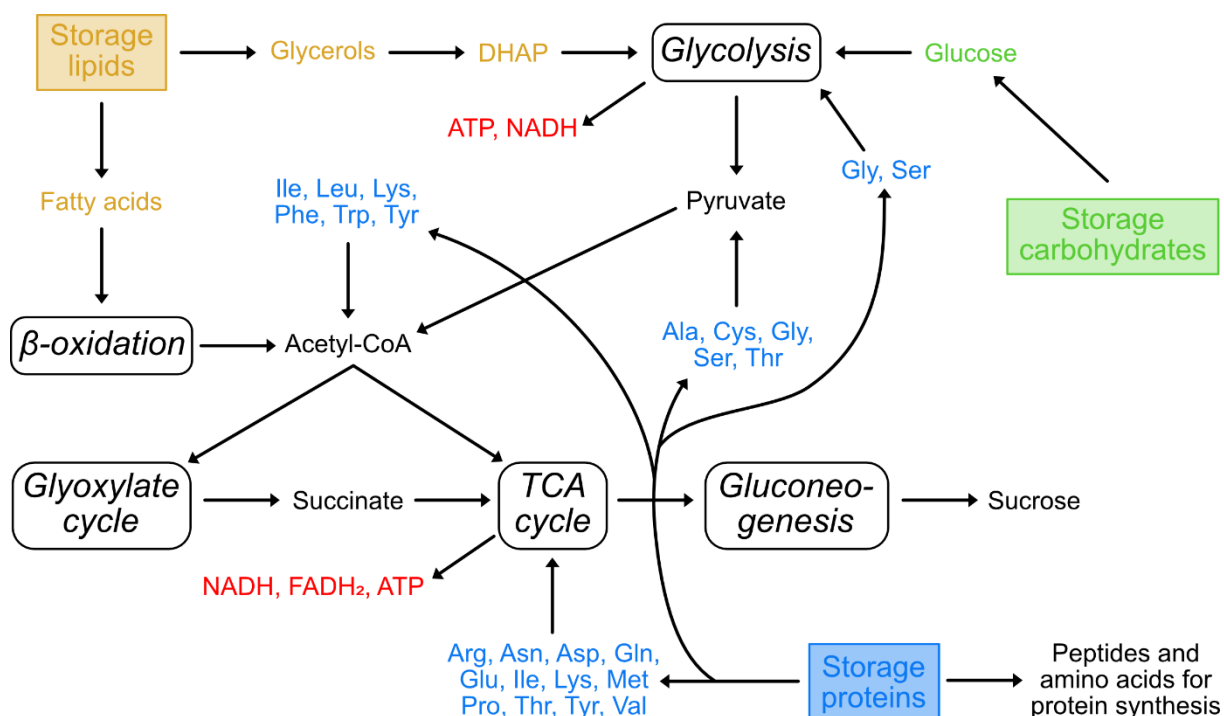 Storage
lipids
Glycerols
DHAP
Glycolysis
Glucose
ATP, NADH
Fatty acids
Ile, Leu, Lys,
Phe, Trp, Tyr
Pyruvate
Gly, Ser
Storage
carbohydrates
β-oxidation
Acetyl-CoA
Ala, Cys, Gly,
Ser, Thr
Glyoxylate
cycle
Succinate
TCA
cycle
Gluconeo-
genesis
Sucrose
NADH, FADH₂, ATP
Arg, Asn, Asp, Gln,
Glu, Ile, Lys, Met
Pro, Thr, Tyr, Val
Storage
proteins
Peptides and
amino acids for
protein synthesis